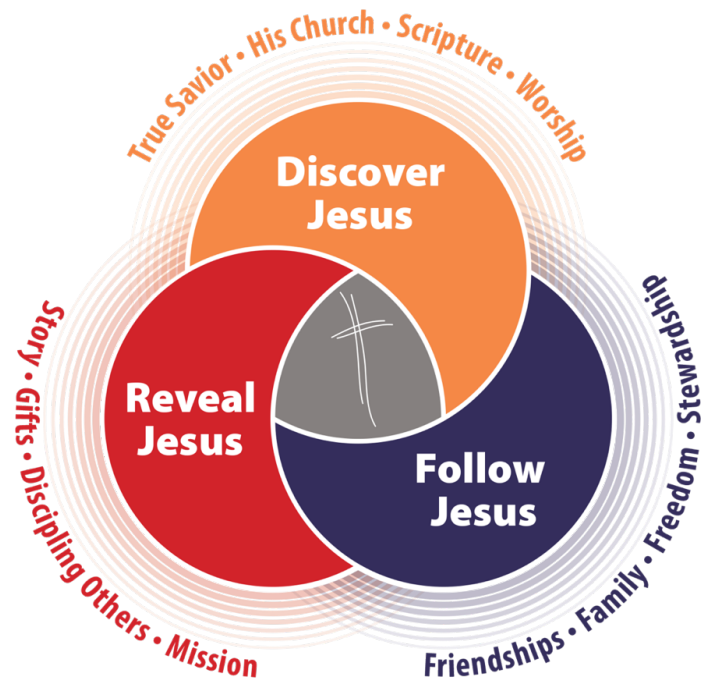 True Savior • His Church • Scripture • Worship
Discover
Jesus
Reveal
Jesus
Follow
Jesus
Story • Gifts • Discipling Others • Mission
Friendships • Family • Freedom • Stewardship